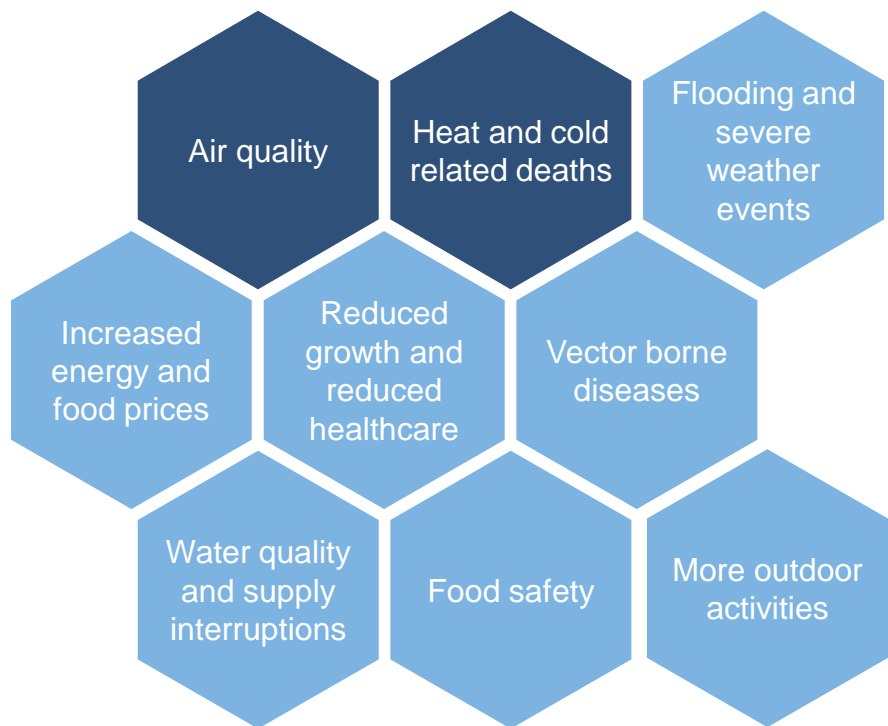 Air quality
Heat and cold
related deaths
Flooding and
severe
weather
events
Increased
energy and
food prices
Reduced
growth and
reduced
healthcare
Vector borne
diseases
Water quality
and supply
interruptions
Food safety
More outdoor
activities